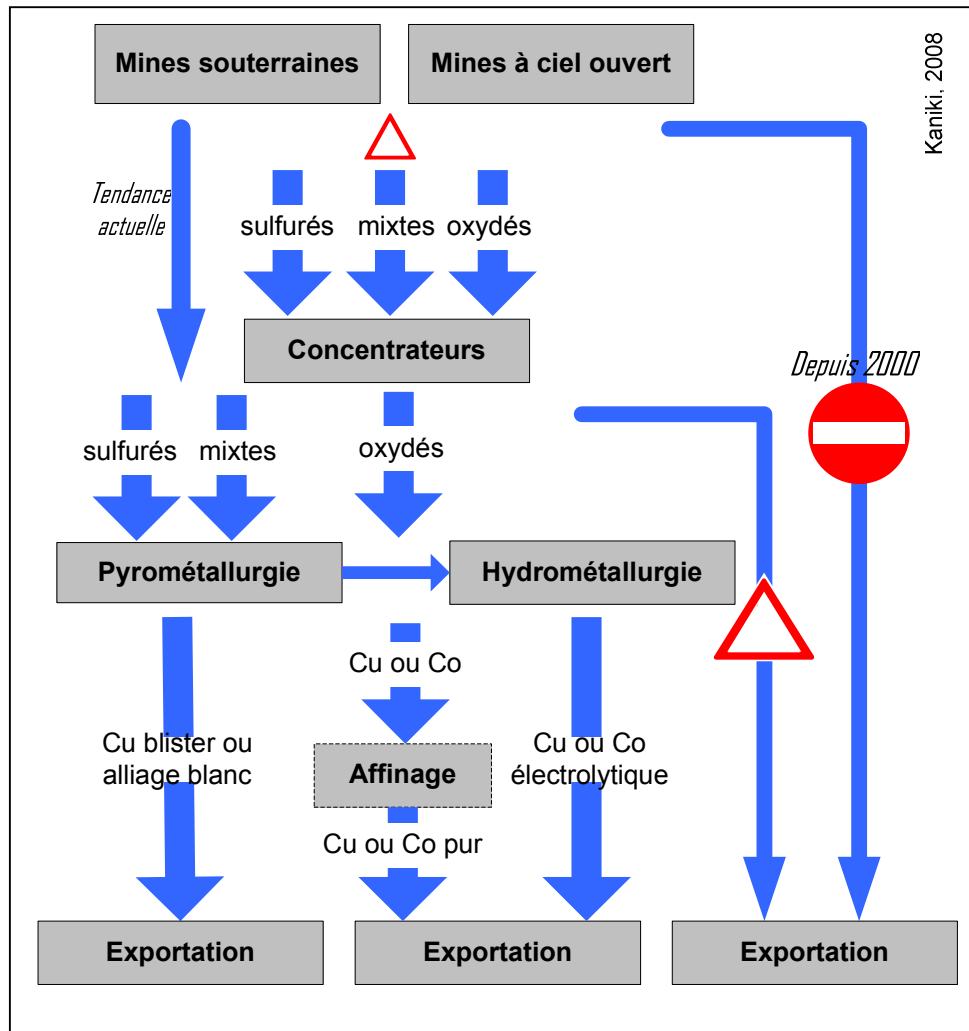 Mines souterraines
Mines à ciel ouvert
Kaniki, 2008
Tendance
actuelle
sulfurés
mixtes
oxydés
Concentrateurs
Depuis 2000
sulfurés
mixtes
oxydés
Pyrométallurgie
Hydrométallurgie
Cu ou Co
Cu blister ou
alliage blanc
Affinage
Cu ou Co
électrolytique
Cu ou Co pur
Exportation
Exportation
Exportation